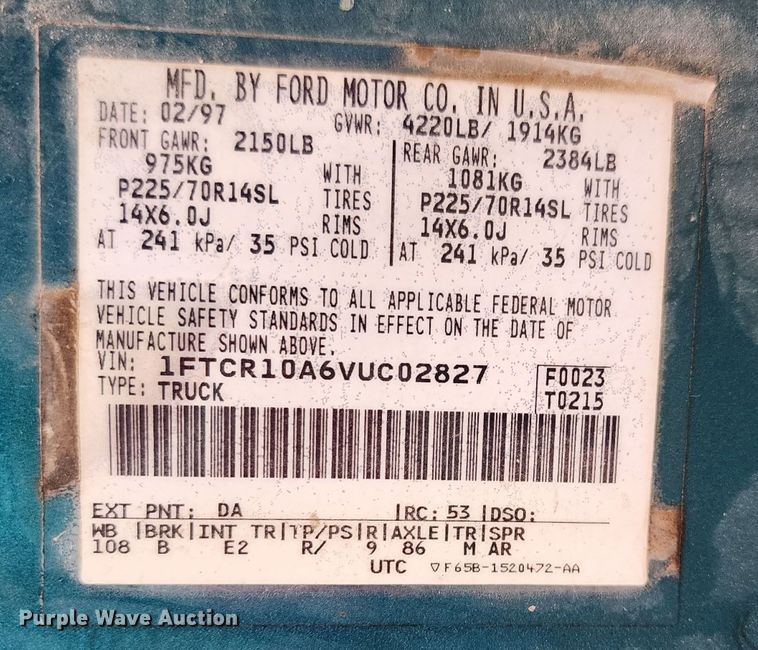 MFD. BY FORD MOTOR CO. IN U.S.A.
DATE: 02/97 GVWR: 4220LB/ 1914KG
FRONT GAWR: 2150LB REAR GAWR: 2384LB
975KG WITH 1081KG WITH
P225/70R14SL TIRES P225/70R14SL TIRES
14X6.0J RIMS 14X6.0J RIMS
AT 241 kPa/ 35 PSI COLD AT 241 kPa/ 35 PSI COLD
THIS VEHICLE CONFORMS TO ALL APPLICABLE FEDERAL MOTOR
VEHICLE SAFETY STANDARDS IN EFFECT ON THE DATE OF
MANUFACTURE SHOWN ABOVE.
VIN: 1FTCR10A6VUC02827 F0023
TYPE: TRUCK T0215
EXT PNT: DA |RC: 53 |DSO:
WB |BRK|INT TR|TP/PS|R|AXLE|TR|SPR
108 B E2 R/ 9 86 M AR
UTC ▽F65B-1520472-AA
Purple Wave Auction